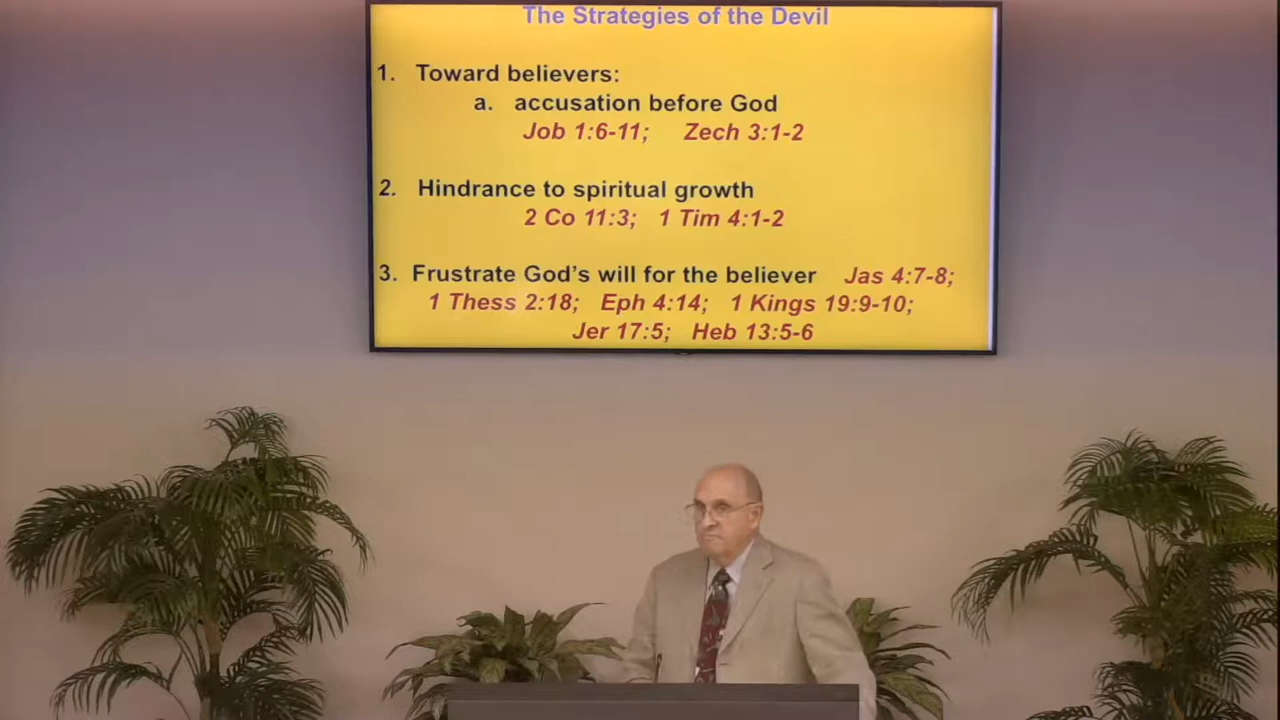 The Strategies of the Devil
1. Toward believers:
a. accusation before God
Job 1:6-11; Zech 3:1-2
2. Hindrance to spiritual growth
2 Co 11:3; 1 Tim 4:1-2
3. Frustrate God's will for the believer Jas 4:7-8;
1 Thess 2:18; Eph 4:14; 1 Kings 19:9-10;
Jer 17:5; Heb 13:5-6